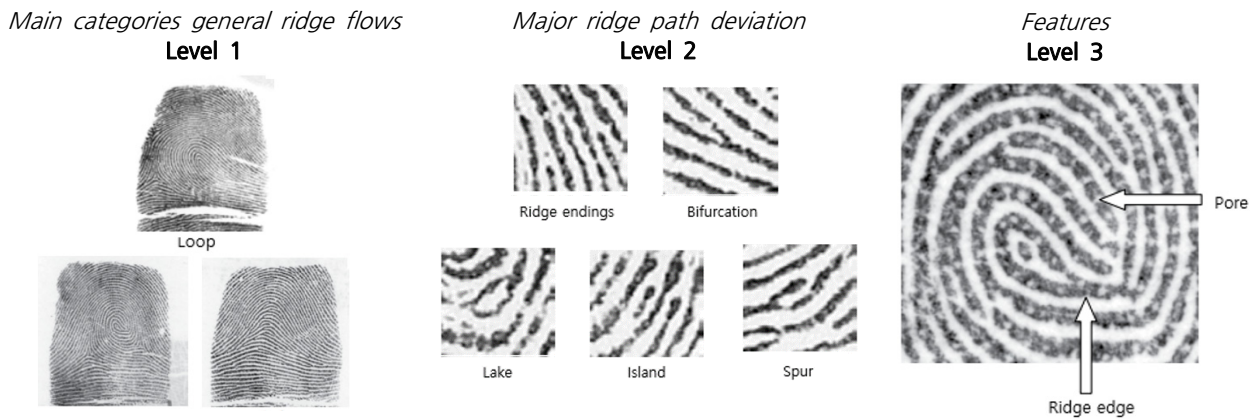 Main categories general ridge flows
Level 1
Loop
Major ridge path deviation
Level 2
Ridge endings
Bifurcation
Lake
Island
Spur
Features
Level 3
Pore
Ridge edge